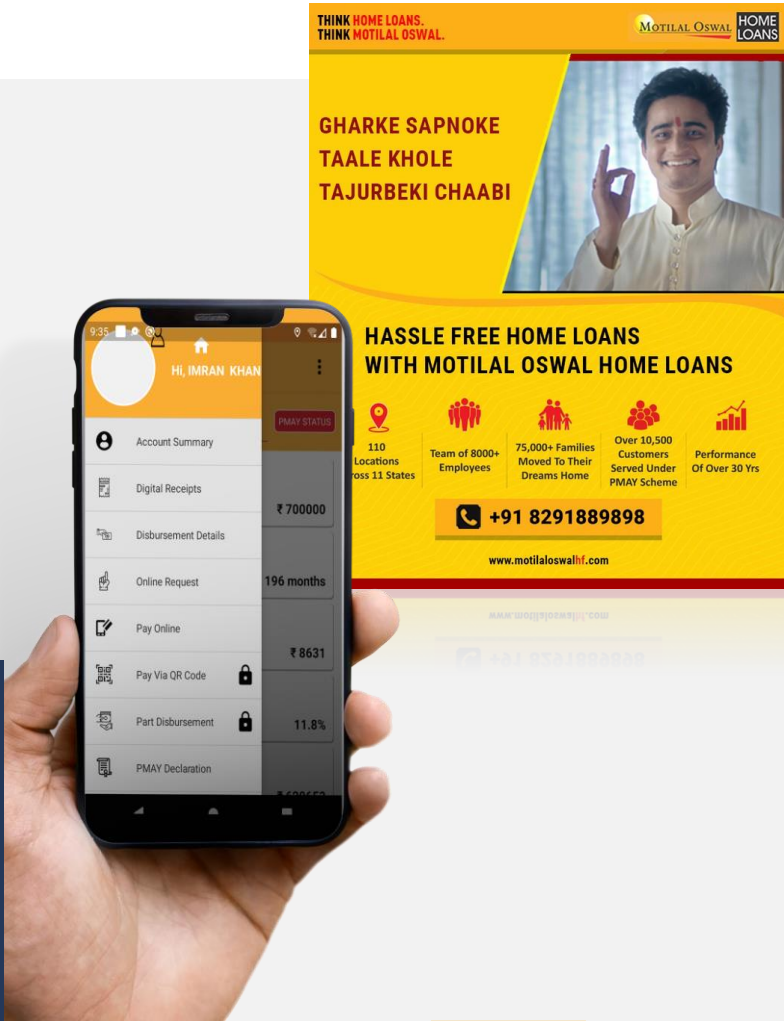 THINK HOME LOANS.
THINK MOTILAL OSWAL.
MOTILAL OSWAL HOME LOANS
GHARKE SAPNOKE
TAALE KHOLE
TAJURBEKI CHAABI
HASSLE FREE HOME LOANS
WITH MOTILAL OSWAL HOME LOANS
110
Locations
ross 11 States
Team of 8000+
Employees
75,000+ Families
Moved To Their
Dreams Home
Over 10,500
Customers
Served Under
PMAY Scheme
Performance
Of Over 30 Yrs
+91 8291889898
www.motilaloswalhf.com
9:35
Hi, IMRAN KHAN
PMAY STATUS
Account Summary
Digital Receipts
₹ 700000
Disbursement Details
Online Request
196 months
Pay Online
₹ 8631
Pay Via QR Code
Part Disbursement
11.8%
PMAY Declaration